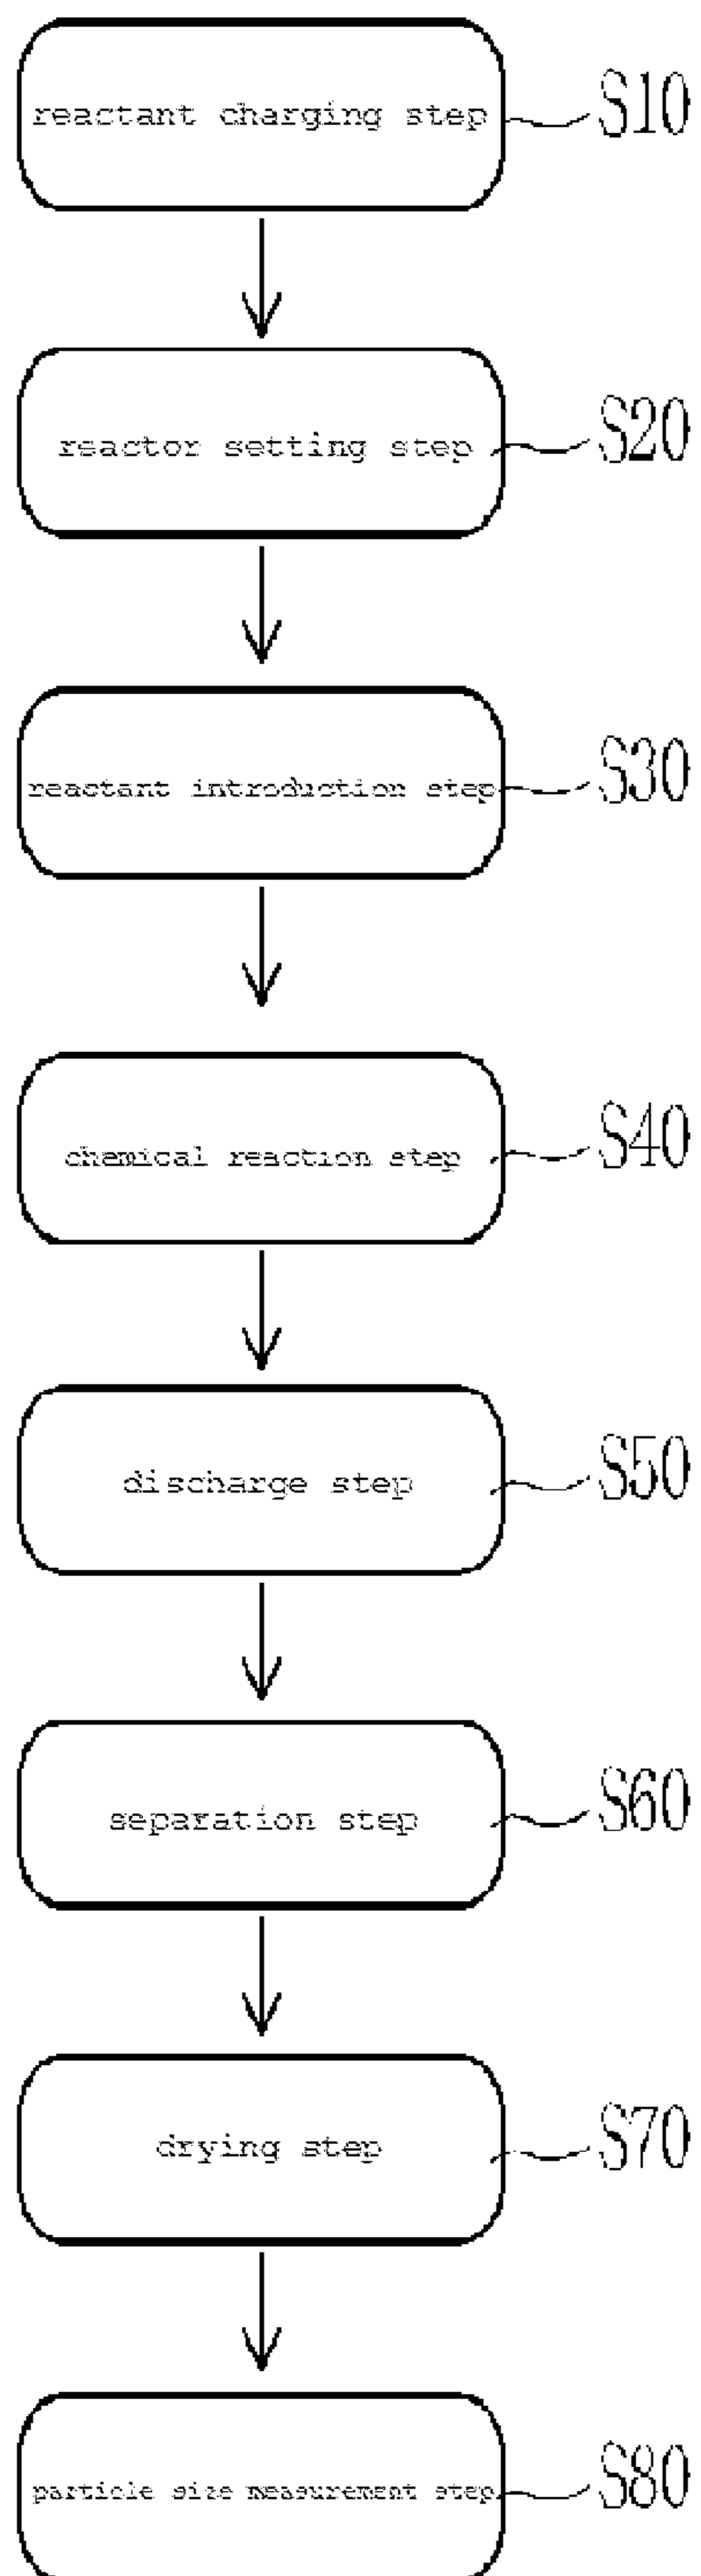 reactant charging step S10
reactor setting step S20
reactant introduction step S30
chemical reaction step S40
discharge step S50
separation step S60
drying step S70
particle size measurement step S80